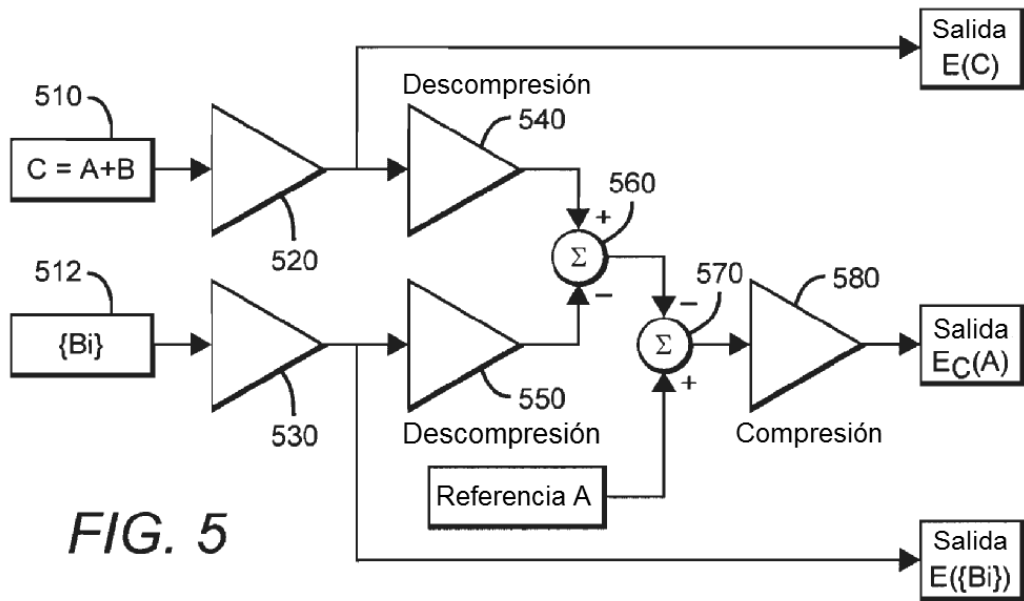 Salida
E(C)
Descompresión
510
540
C = A+B
520
+
560
Σ
512
570
580
−
−
{Bi}
Σ
Salida
EC(A)
+
530
550
Descompresión
Compresión
Referencia A
FIG. 5
Salida
E({Bi})